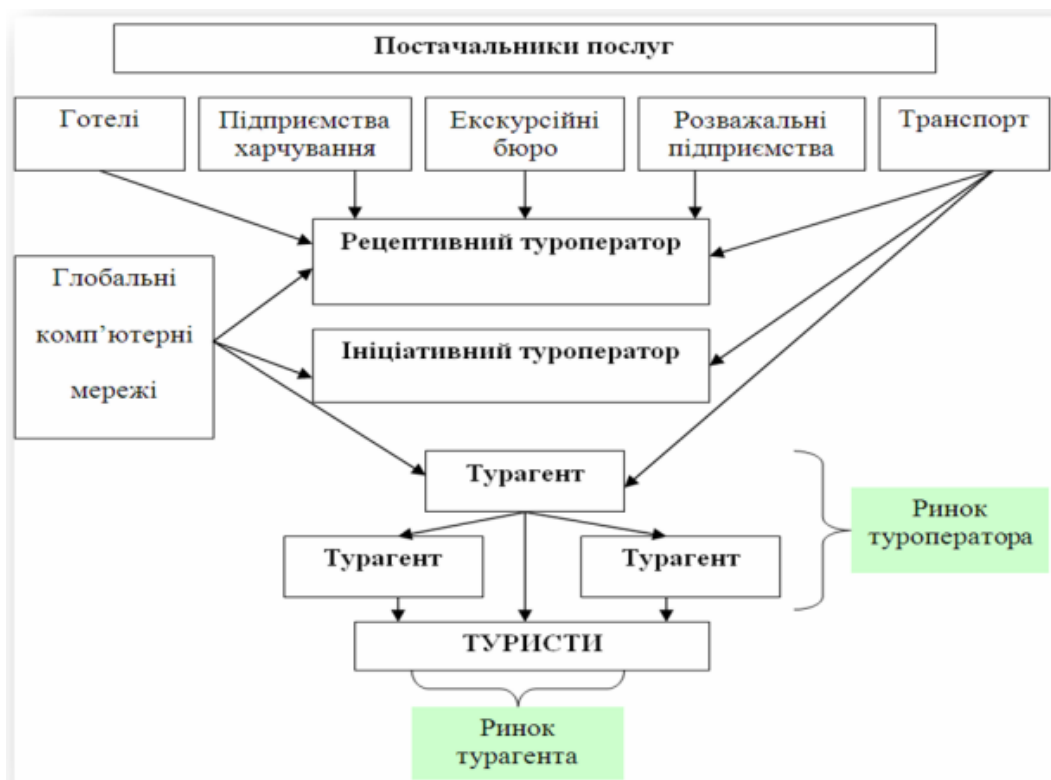 Постачальники послуг
Готелі
Підприємства
харчування
Екскурсійні
бюро
Розважальні
підприємства
Транспорт
Рецептивний туроператор
Глобальні
комп’ютерні
мережі
Ініціативний туроператор
Турагент
Ринок
туроператора
Турагент
Турагент
ТУРИСТИ
Ринок
турагента